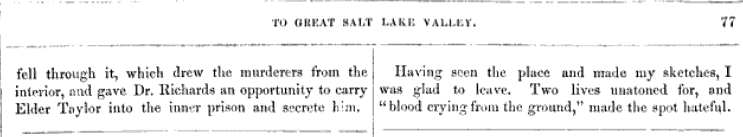 TO GREAT SALT LAKE VALLEY. 77
fell through it, which drew the murderers from the
interior, and gave Dr. Richards an opportunity to carry
Elder Taylor into the inner prison and secrete him.
Having seen the place and made my sketches, I
was glad to leave. Two lives unatoned for, and
"blood crying from the ground," made the spot hateful.